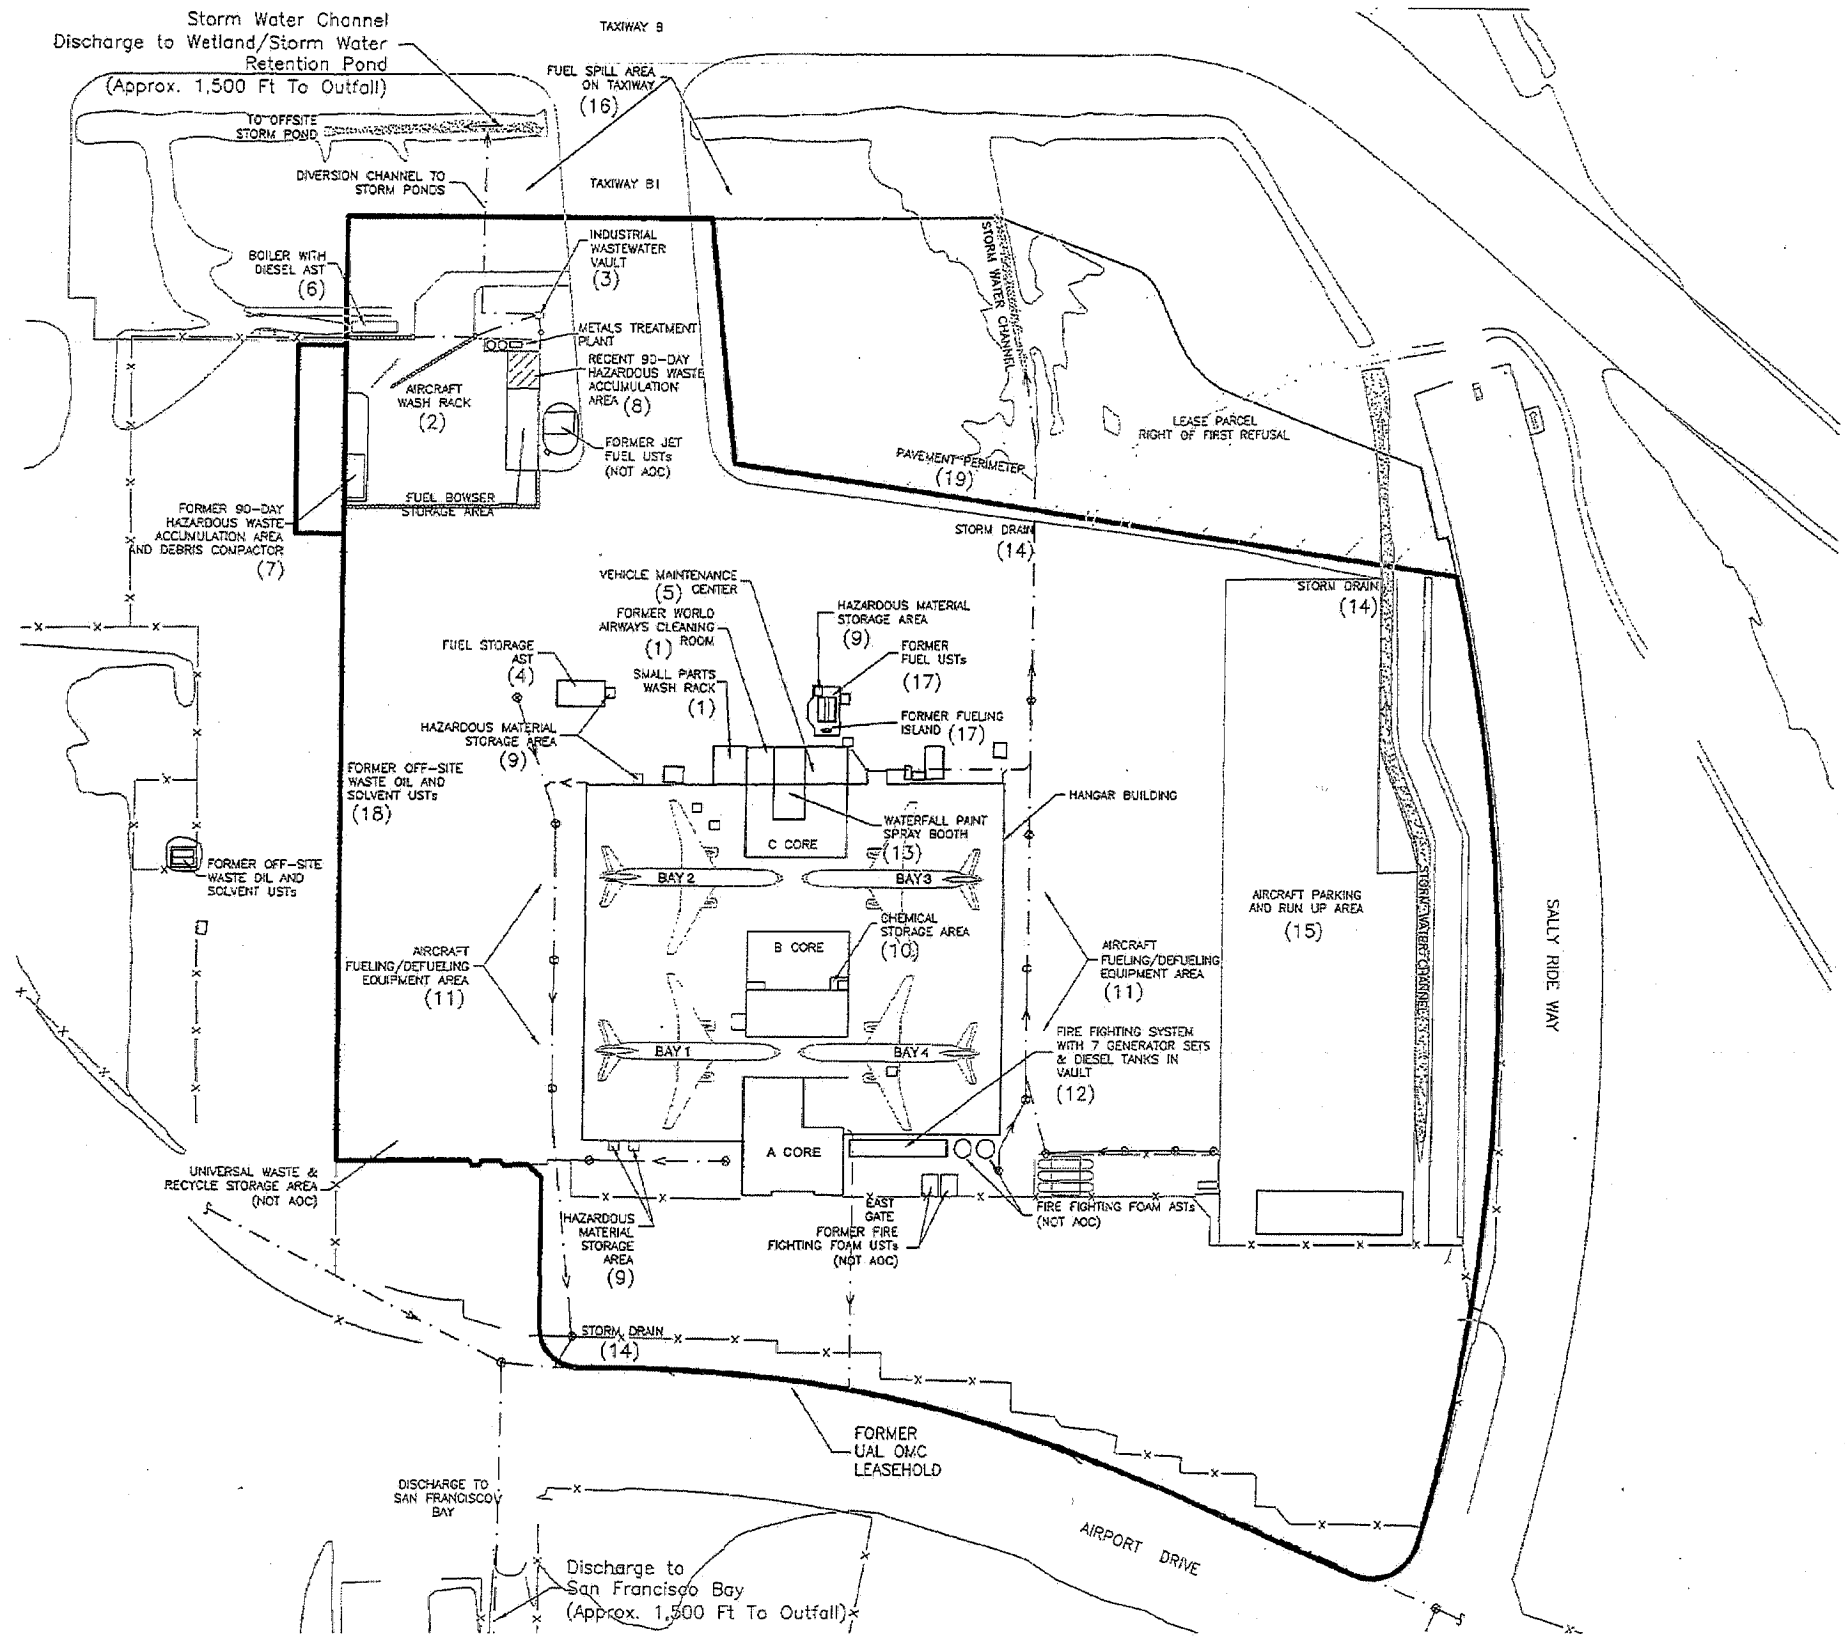 Storm Water Channel
Discharge to Wetland/Storm Water
Retention Pond
(Approx. 1,500 Ft To Outfall)
TAXIWAY B
FUEL SPILL AREA
ON TAXIWAY
(16)
TO OFFSITE
STORM POND
DIVERSION CHANNEL TO
STORM PONDS
TAXIWAY B1
BOILER WITH
DIESEL AST
(6)
INDUSTRIAL
WASTEWATER
VAULT
(3)
STORM WATER CHANNEL
METALS TREATMENT
PLANT
RECENT 90-DAY
HAZARDOUS WASTE
ACCUMULATION
AREA (8)
AIRCRAFT
WASH RACK
(2)
FORMER JET
FUEL USTs
(NOT AOC)
LEASE PARCEL
RIGHT OF FIRST REFUSAL
PAVEMENT PERIMETER
(19)
FUEL BOWSER
STORAGE AREA
FORMER 90-DAY
HAZARDOUS WASTE
ACCUMULATION AREA
AND DEBRIS COMPACTOR
(7)
STORM DRAIN
(14)
STORM DRAIN
(14)
VEHICLE MAINTENANCE
(5) CENTER
FORMER WORLD
AIRWAYS CLEANING
(1) ROOM
HAZARDOUS MATERIAL
STORAGE AREA
(9)
FORMER
FUEL USTs
(17)
FUEL STORAGE
AST
(4)
SMALL PARTS
WASH RACK
(1)
FORMER FUELING
ISLAND (17)
HAZARDOUS MATERIAL
STORAGE AREA
(9)
FORMER OFF-SITE
WASTE OIL AND
SOLVENT USTs
(18)
HANGAR BUILDING
WATERFALL PAINT
SPRAY BOOTH
(13)
C CORE
FORMER OFF-SITE
WASTE OIL AND
SOLVENT USTs
BAY 2
BAY 3
AIRCRAFT PARKING
AND RUN UP AREA
(15)
STORM WATER CHANNEL
SALLY RIDE WAY
CHEMICAL
STORAGE AREA
(10)
B CORE
AIRCRAFT
FUELING/DEFUELING
EQUIPMENT AREA
(11)
AIRCRAFT
FUELING/DEFUELING
EQUIPMENT AREA
(11)
BAY 1
BAY 4
FIRE FIGHTING SYSTEM
WITH 7 GENERATOR SETS
& DIESEL TANKS IN
VAULT
(12)
A CORE
UNIVERSAL WASTE &
RECYCLE STORAGE AREA
(NOT AOC)
HAZARDOUS
MATERIAL
STORAGE
AREA
(9)
EAST
GATE
FORMER FIRE
FIGHTING FOAM USTs
(NOT AOC)
FIRE FIGHTING FOAM ASTs
(NOT AOC)
STORM DRAIN
(14)
FORMER
UAL OMC
LEASEHOLD
DISCHARGE TO
SAN FRANCISCO
BAY
AIRPORT DRIVE
Discharge to
San Francisco Bay
(Approx. 1,500 Ft To Outfall)